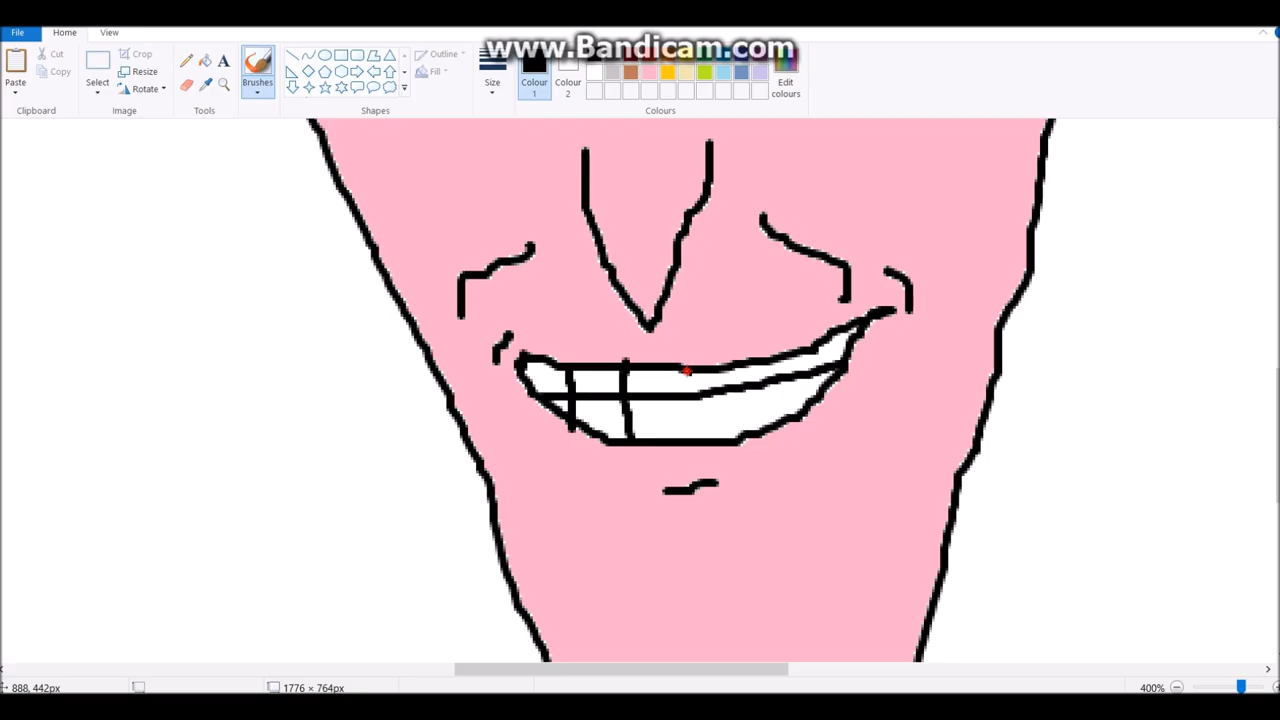 File Home View
www.Bandicam.com
Cut Crop Outline
Copy Resize Fill
Paste Select Rotate Brushes Size Colour 1 Colour 2 Edit colours
Clipboard Image Tools Shapes Colours
888, 442px 1776 × 764px 400%